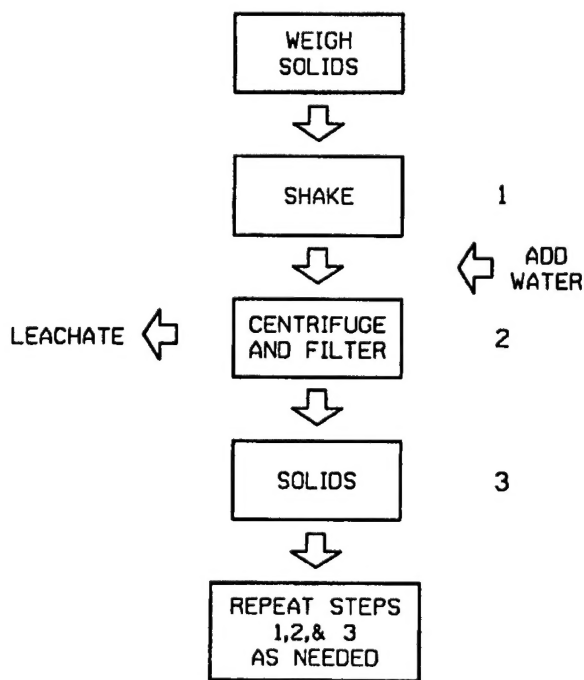 WEIGH
SOLIDS
SHAKE
1
ADD
WATER
LEACHATE
CENTRIFUGE
AND FILTER
2
SOLIDS
3
REPEAT STEPS
1,2,& 3
AS NEEDED